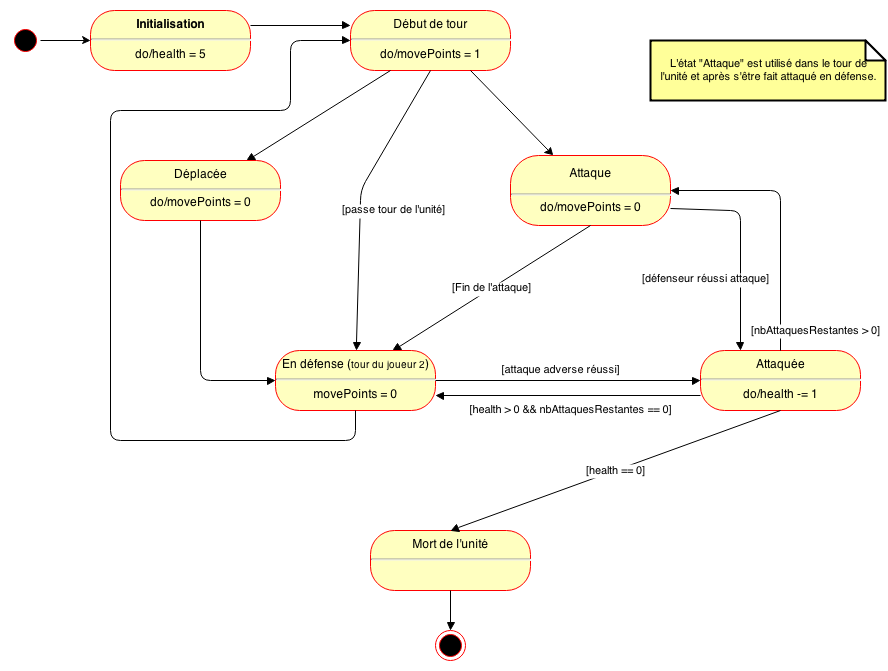 Initialisation
do/health = 5
Début de tour
do/movePoints = 1
L'état "Attaque" est utilisé dans le tour de
l'unité et après s'être fait attaqué en défense.
Déplacée
do/movePoints = 0
[passe tour de l'unité]
Attaque
do/movePoints = 0
[Fin de l'attaque]
[défenseur réussi attaque]
[nbAttaquesRestantes > 0]
En défense (tour du joueur 2)
movePoints = 0
[attaque adverse réussi]
[health > 0 && nbAttaquesRestantes == 0]
Attaquée
do/health -= 1
[health == 0]
Mort de l'unité